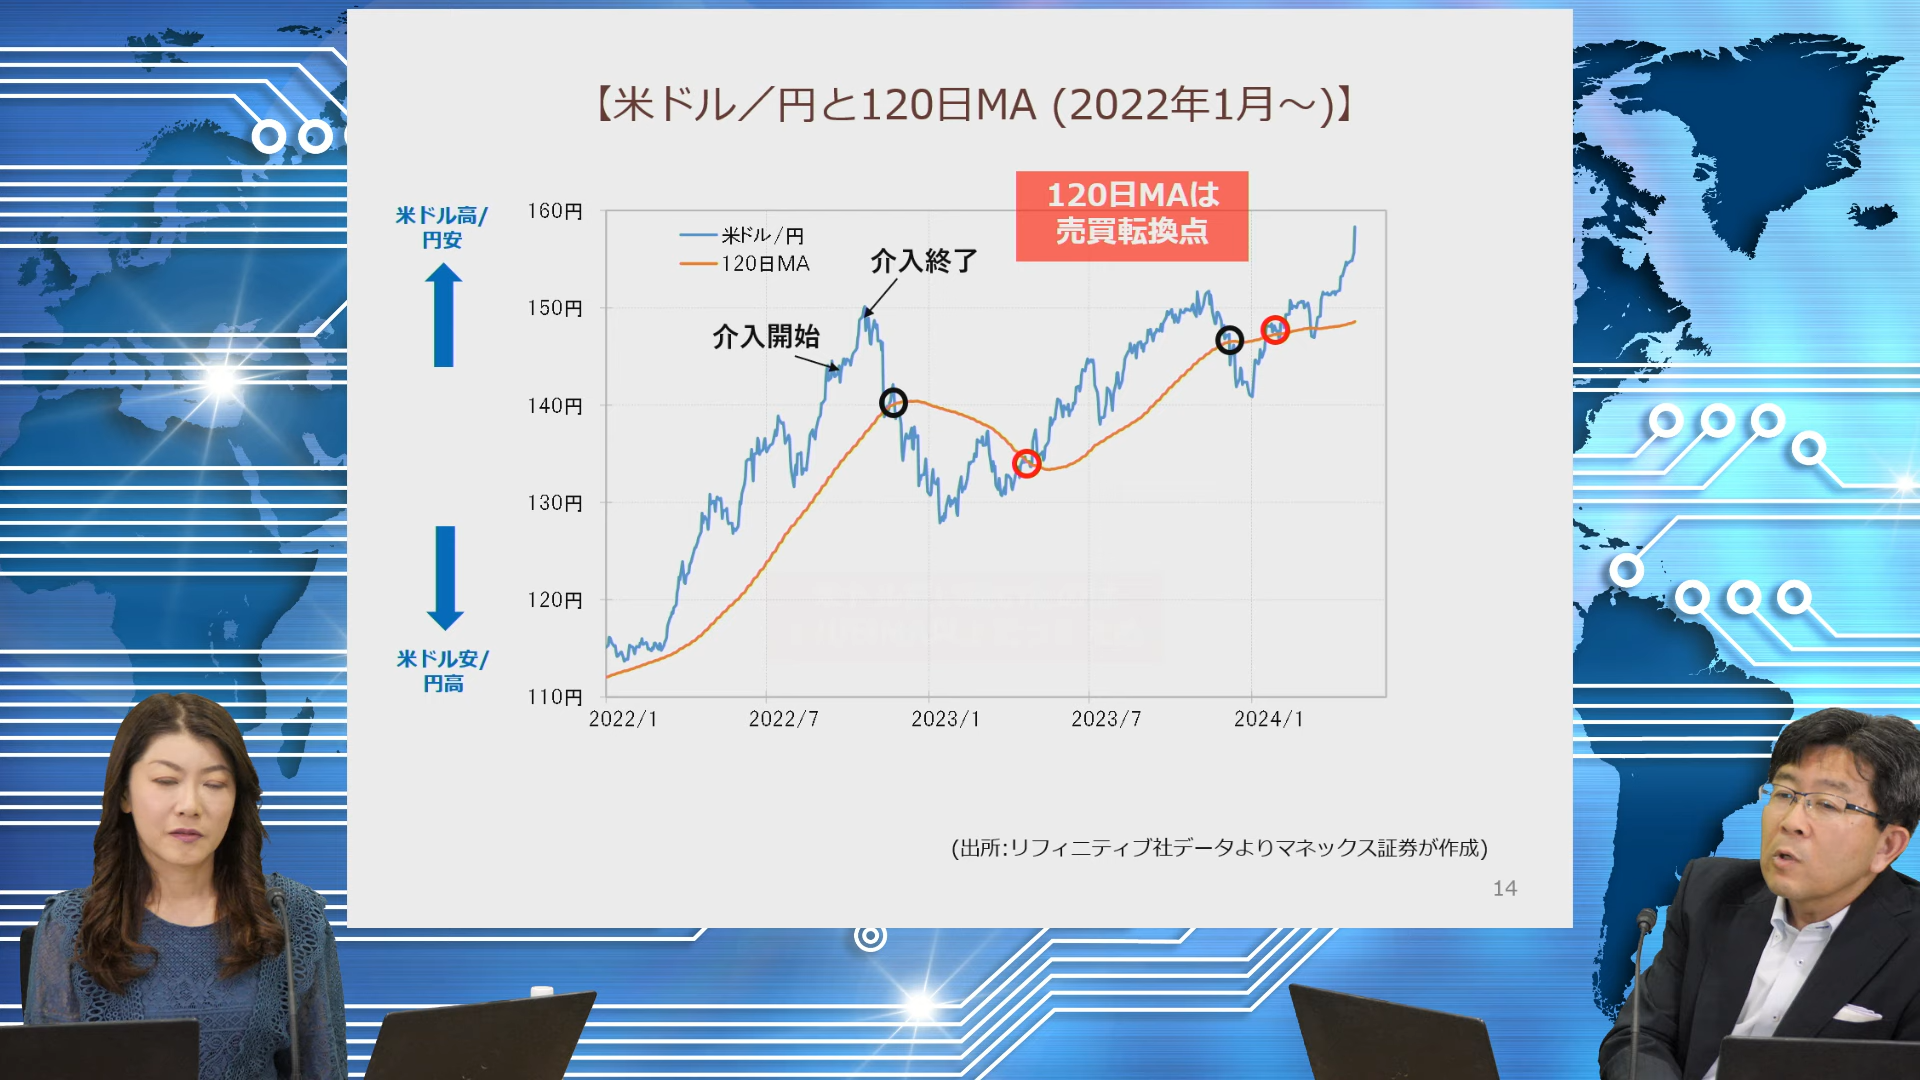 【米ドル／円と120日MA (2022年1月～)】
120日MAは
売買転換点
米ドル高/
円安
160円
150円
140円
130円
120円
110円
米ドル/円
120日MA
介入終了
介入開始
米ドル安/
円高
2022/1
2022/7
2023/1
2023/7
2024/1
(出所:リフィニティブ社データよりマネックス証券が作成)
14